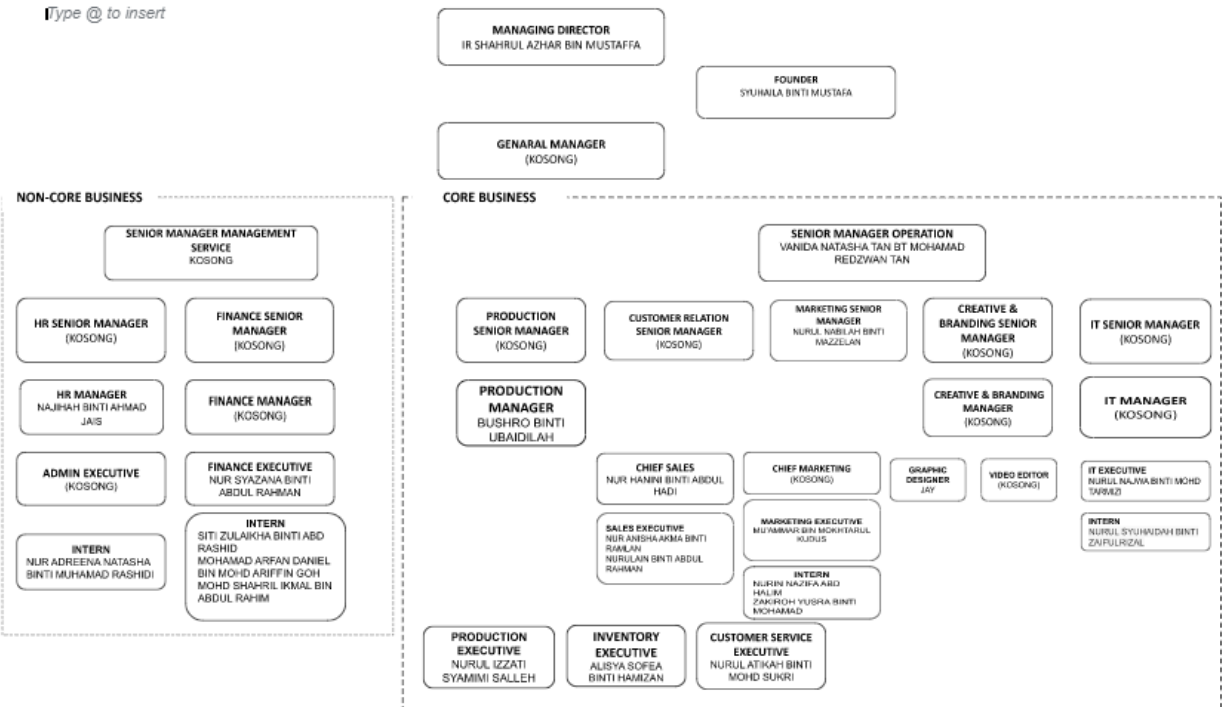 Type @ to insert
MANAGING DIRECTOR
IR SHAHRUL AZHAR BIN MUSTAFFA
FOUNDER
SYUHAILA BINTI MUSTAFA
GENARAL MANAGER
(KOSONG)
NON-CORE BUSINESS
SENIOR MANAGER MANAGEMENT
SERVICE
KOSONG
HR SENIOR MANAGER
(KOSONG)
FINANCE SENIOR
MANAGER
(KOSONG)
HR MANAGER
NAJIHAH BINTI AHMAD
JAIS
FINANCE MANAGER
(KOSONG)
ADMIN EXECUTIVE
(KOSONG)
FINANCE EXECUTIVE
NUR SYAZANA BINTI
ABDUL RAHMAN
INTERN
NUR ADREENA NATASHA
BINTI MUHAMAD RASHIDI
INTERN
SITI ZULAIKHA BINTI ABD
RASHID
MOHAMAD ARFAN DANIEL
BIN MOHD ARIFFIN GOH
MOHD SHAHRIL IKMAL BIN
ABDUL RAHIM
CORE BUSINESS
SENIOR MANAGER OPERATION
VANIDA NATASHA TAN BT MOHAMAD
REDZWAN TAN
PRODUCTION
SENIOR MANAGER
(KOSONG)
CUSTOMER RELATION
SENIOR MANAGER
(KOSONG)
MARKETING SENIOR
MANAGER
NURUL NABILAH BINTI
MAZZELAN
CREATIVE &
BRANDING SENIOR
MANAGER
(KOSONG)
IT SENIOR MANAGER
(KOSONG)
PRODUCTION
MANAGER
BUSHRO BINTI
UBAIDILAH
CREATIVE & BRANDING
MANAGER
(KOSONG)
IT MANAGER
(KOSONG)
CHIEF SALES
NUR HANINI BINTI ABDUL
HADI
CHIEF MARKETING
(KOSONG)
GRAPHIC
DESIGNER
JAY
VIDEO EDITOR
(KOSONG)
IT EXECUTIVE
NURUL NAJWA BINTI MOHD
TARMIZI
SALES EXECUTIVE
NUR ANISHA AKMA BINTI
RAMLAN
NURULAIN BINTI ABDUL
RAHMAN
MARKETING EXECUTIVE
MU'AMMAR BIN MOKHTARUL
KUDUS
INTERN
NURUL SYUHAIDAH BINTI
ZAIFULRIZAL
INTERN
NURIN NAZIFA ABD
HALIM
ZAKIROH YUSRA BINTI
MOHAMAD
PRODUCTION
EXECUTIVE
NURUL IZZATI
SYAMIMI SALLEH
INVENTORY
EXECUTIVE
ALISYA SOFEA
BINTI HAMIZAN
CUSTOMER SERVICE
EXECUTIVE
NURUL ATIKAH BINTI
MOHD SUKRI